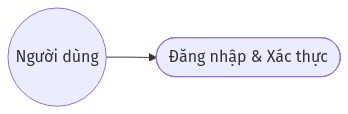 Người dùng
Đăng nhập & Xác thực